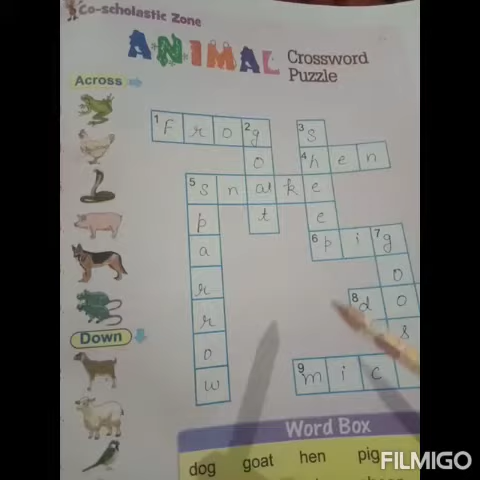 Co-scholastic Zone
ANIMAL Crossword
Puzzle
Across
1 f r o 2 g
3 s
o
4 h e n
5 s n a k e
p t e
6 p i 7 g
a
o
r
8 d o
r s
o
9 m i c
w
Down
Word Box
dog goat hen pig
FILMIGO